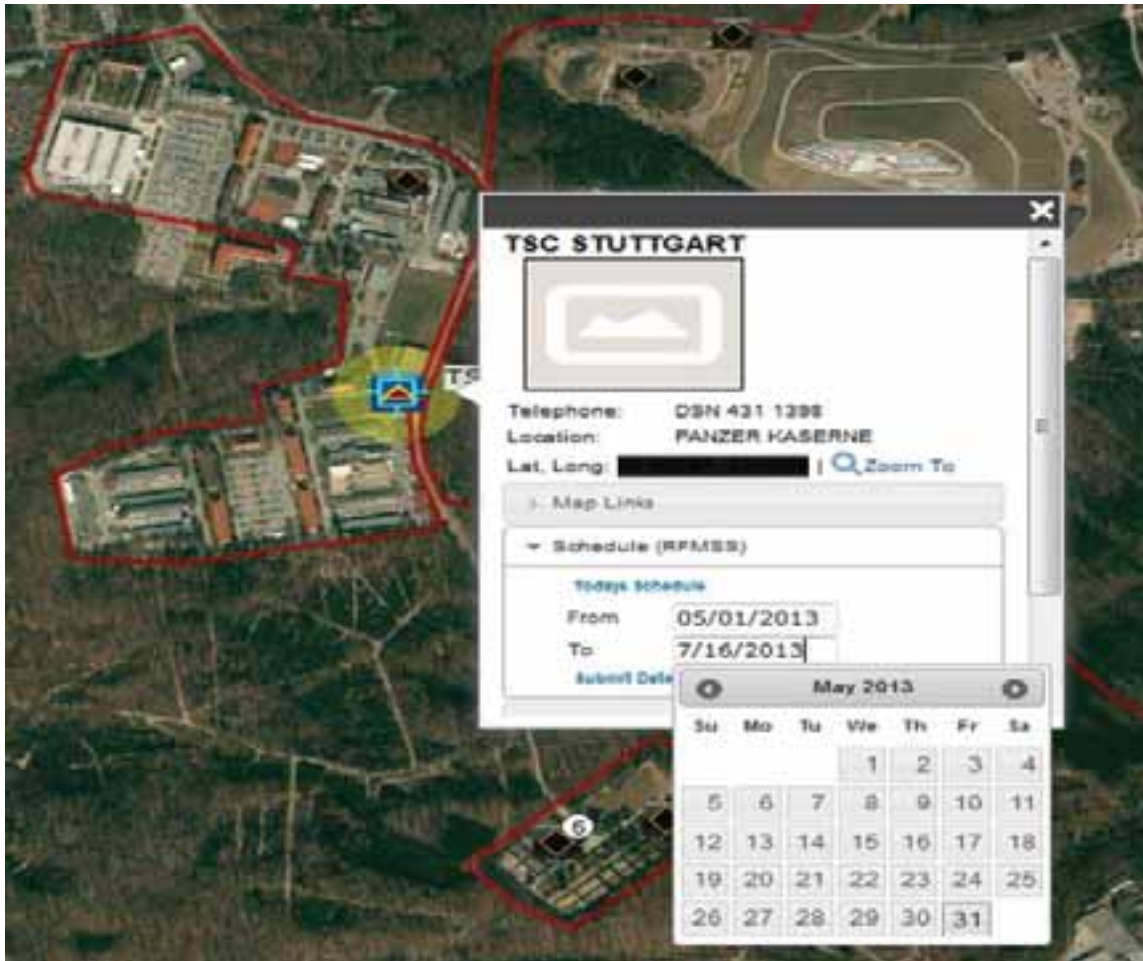 TSC STUTTGART
TS
Telephone: DSN 431 1398
Location: PANZER KASERNE
Lat, Long: | Zoom To
Map Links
Schedule (RFMSS)
Todays Schedule
From 05/01/2013
To 7/16/2013
Submit Date
May 2013
Su Mo Tu We Th Fr Sa
1 2 3 4
5 6 7 8 9 10 11
12 13 14 15 16 17 18
19 20 21 22 23 24 25
26 27 28 29 30 31
6